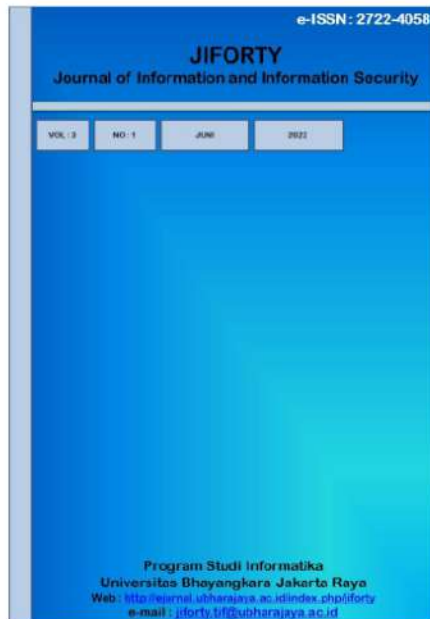 e-ISSN : 2722-4058
JIFORTY
Journal of Information and Information Security
VOL : 3 NO : 1 JUNI 2022
Program Studi Informatika
Universitas Bhayangkara Jakarta Raya
Web : http://ejurnal.ubharajaya.ac.id/index.php/jiforty
e-mail : jiforty.tif@ubharajaya.ac.id